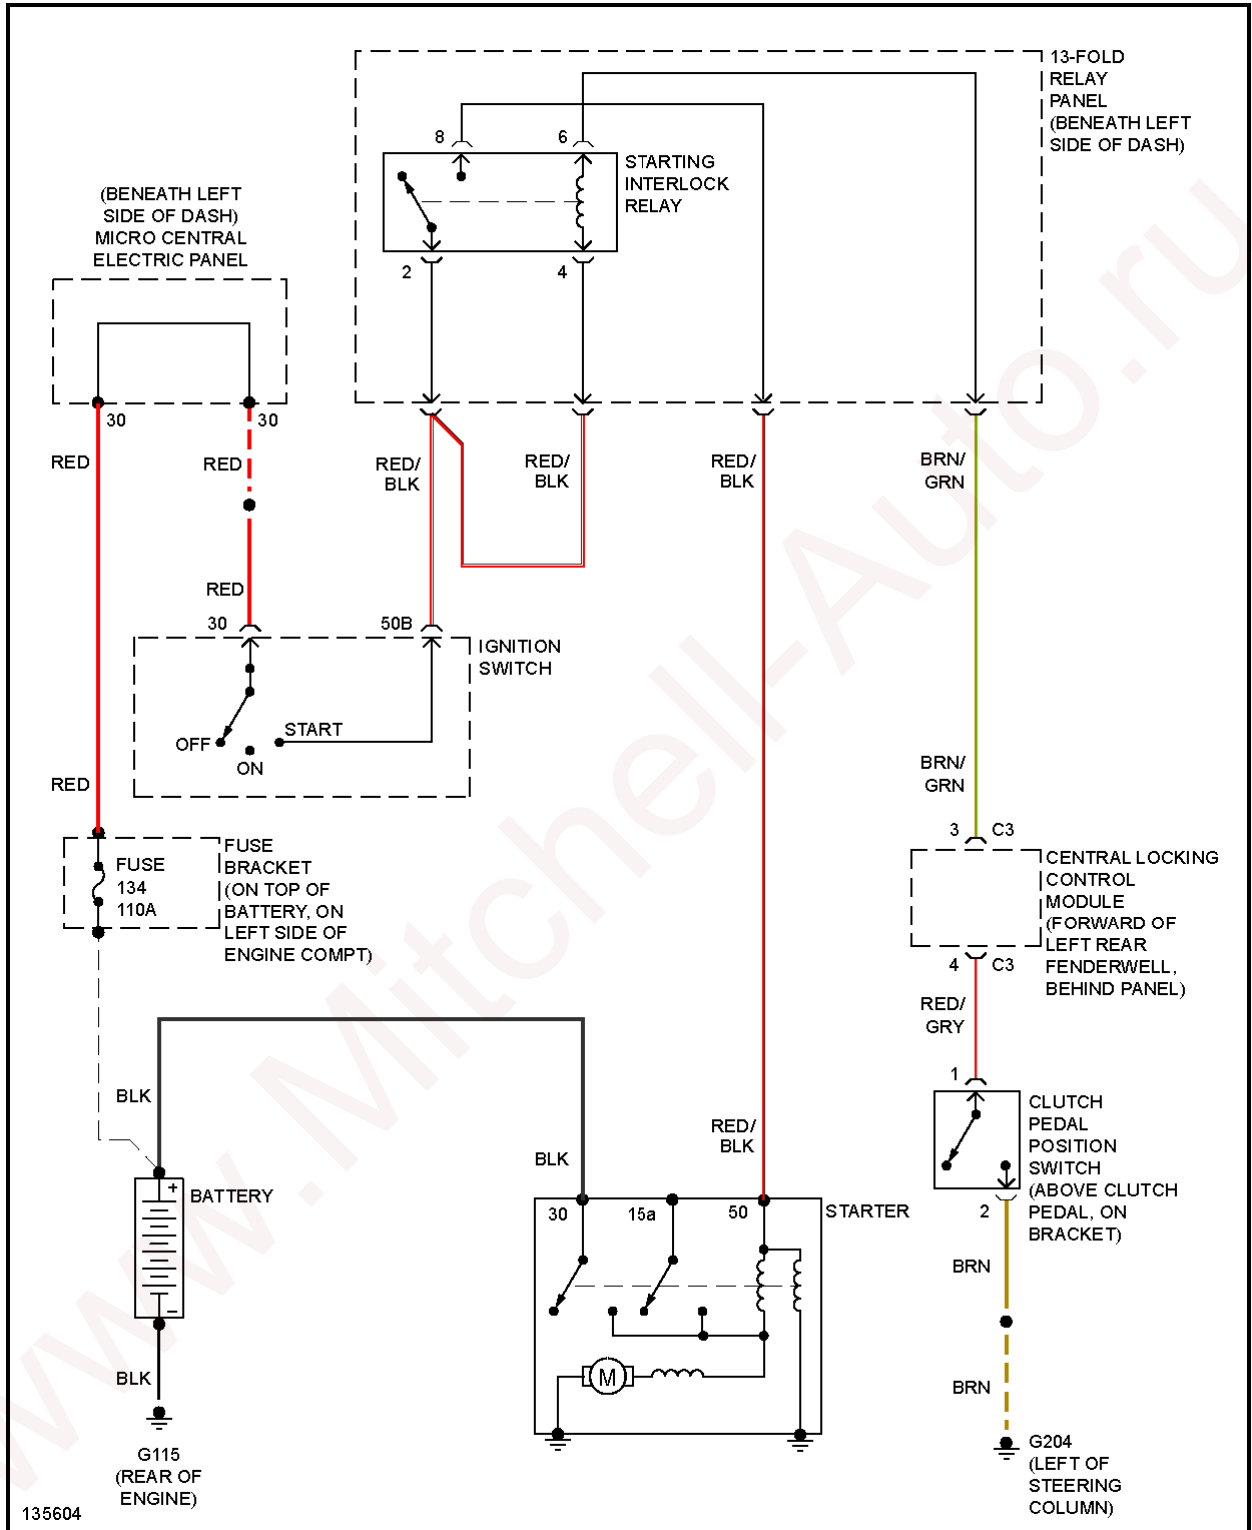 13-FOLD
RELAY
PANEL
(BENEATH LEFT
SIDE OF DASH)
8
6
STARTING
INTERLOCK
RELAY
2
4
(BENEATH LEFT
SIDE OF DASH)
MICRO CENTRAL
ELECTRIC PANEL
30
30
RED
RED
RED/
BLK
RED/
BLK
RED/
BLK
BRN/
GRN
RED
30
50B
IGNITION
SWITCH
OFF
ON
START
RED
BRN/
GRN
FUSE
134
110A
FUSE
BRACKET
(ON TOP OF
BATTERY, ON
LEFT SIDE OF
ENGINE COMPT)
3
C3
CENTRAL LOCKING
CONTROL
MODULE
(FORWARD OF
LEFT REAR
FENDERWELL,
BEHIND PANEL)
4
C3
RED/
GRY
1
CLUTCH
PEDAL
POSITION
SWITCH
(ABOVE CLUTCH
PEDAL, ON
BRACKET)
2
BRN
BRN
G204
(LEFT OF
STEERING
COLUMN)
BLK
BLK
RED/
BLK
+
BATTERY
−
BLK
G115
(REAR OF
ENGINE)
30
15a
50
STARTER
M
135604
www.Mitchell-Auto.ru